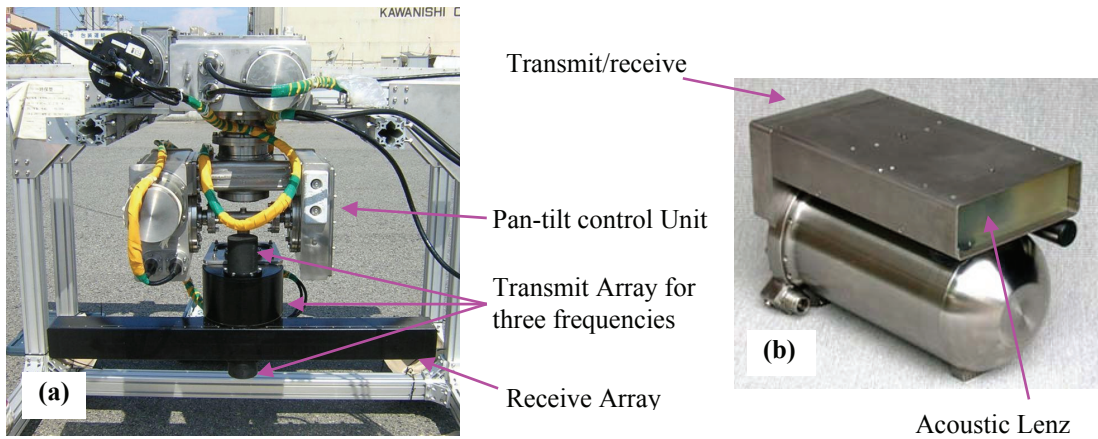 KAWANISHI
Transmit/receive
Pan-tilt control Unit
Transmit Array for
three frequencies
Receive Array
(a)
(b)
Acoustic Lenz